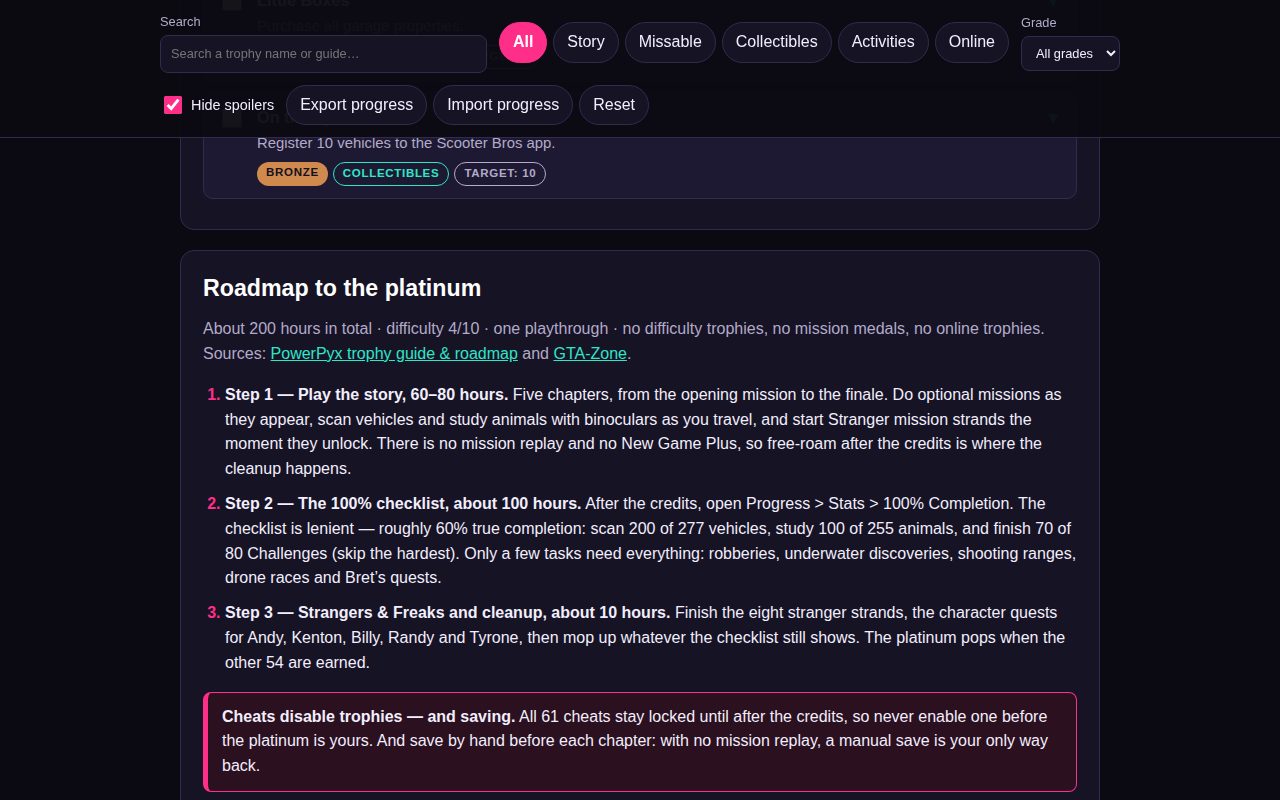 Little Boxes
Purchase all garage properties.
Search
Search a trophy name or guide…
All
Story
Missable
Collectibles
Activities
Online
Grade
All grades
Hide spoilers
Export progress
Import progress
Reset
Register 10 vehicles to the Scooter Bros app.
BRONZE
COLLECTIBLES
TARGET: 10
Roadmap to the platinum
About 200 hours in total · difficulty 4/10 · one playthrough · no difficulty trophies, no mission medals, no online trophies.
Sources: PowerPyx trophy guide & roadmap and GTA-Zone.
1. Step 1 — Play the story, 60–80 hours. Five chapters, from the opening mission to the finale. Do optional missions as
they appear, scan vehicles and study animals with binoculars as you travel, and start Stranger mission strands the
moment they unlock. There is no mission replay and no New Game Plus, so free-roam after the credits is where the
cleanup happens.
2. Step 2 — The 100% checklist, about 100 hours. After the credits, open Progress > Stats > 100% Completion. The
checklist is lenient — roughly 60% true completion: scan 200 of 277 vehicles, study 100 of 255 animals, and finish 70 of
80 Challenges (skip the hardest). Only a few tasks need everything: robberies, underwater discoveries, shooting ranges,
drone races and Bret’s quests.
3. Step 3 — Strangers & Freaks and cleanup, about 10 hours. Finish the eight stranger strands, the character quests
for Andy, Kenton, Billy, Randy and Tyrone, then mop up whatever the checklist still shows. The platinum pops when the
other 54 are earned.
Cheats disable trophies — and saving. All 61 cheats stay locked until after the credits, so never enable one before
the platinum is yours. And save by hand before each chapter: with no mission replay, a manual save is your only way
back.